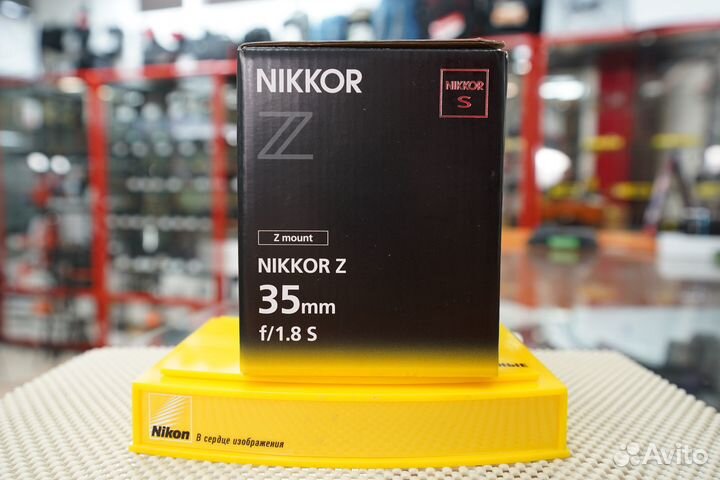 NIKKOR
Z
NIKKOR
S
Z mount
NIKKOR Z
35mm
f/1.8 S
Nikon
В сердце изображения
Avito